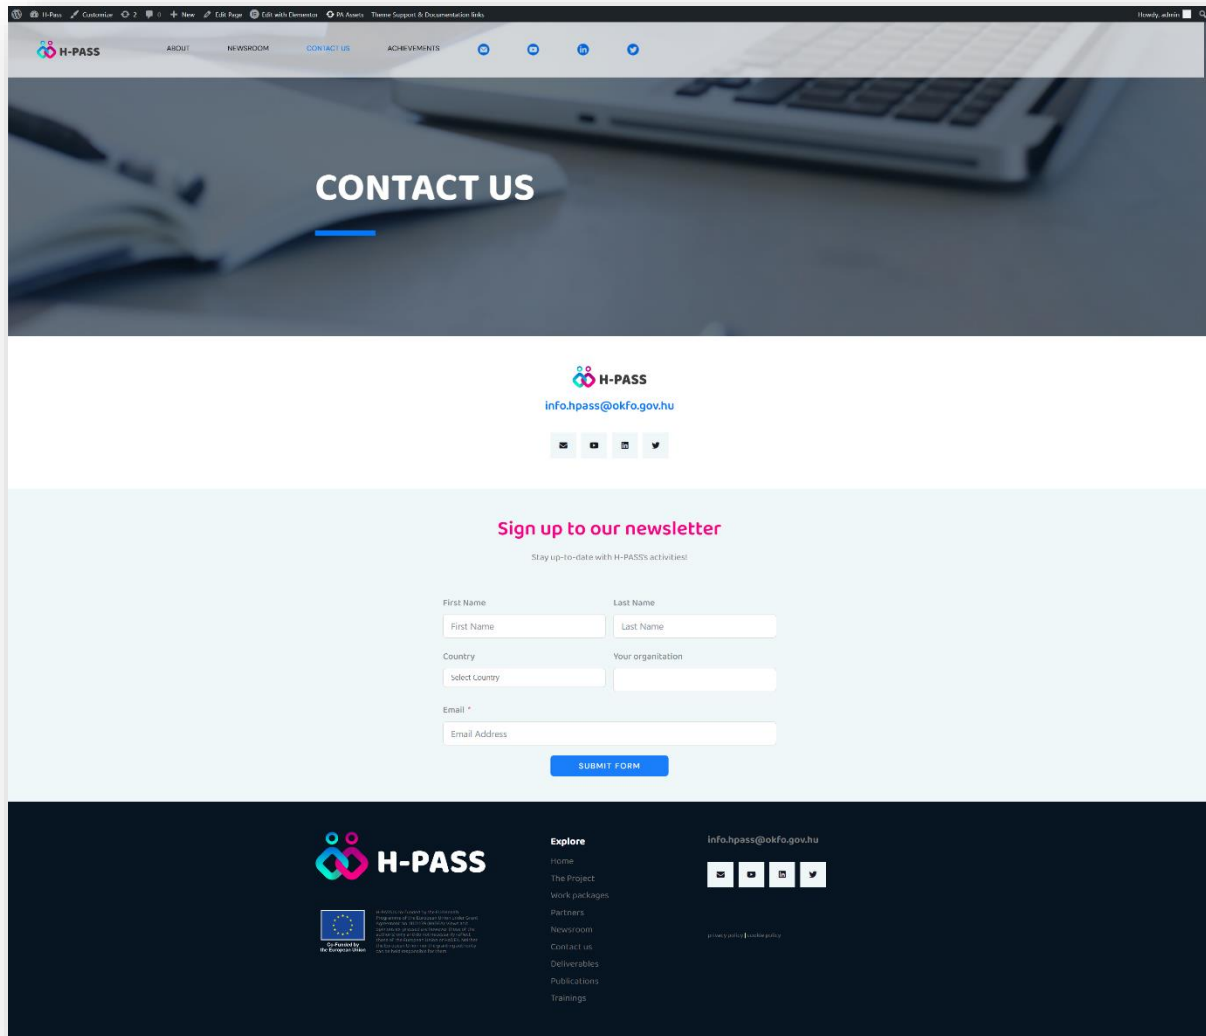 H-Pass Customize 2 0 New Edit Page Edit with Elementor PA Assets Theme Support & Documentation links Howdy, admin
H-PASS ABOUT NEWSROOM CONTACT US ACHIEVEMENTS
CONTACT US
H-PASS
info.hpass@okfo.gov.hu
Sign up to our newsletter
Stay up-to-date with H-PASS's activities!
First Name Last Name
First Name Last Name
Country Your organitation
Select Country
Email *
Email Address
SUBMIT FORM
H-PASS
Co-Funded by
the European Union
Explore
Home
The Project
Work packages
Partners
Newsroom
Contact us
Deliverables
Publications
Trainings
info.hpass@okfo.gov.hu
privacy policy | cookie policy